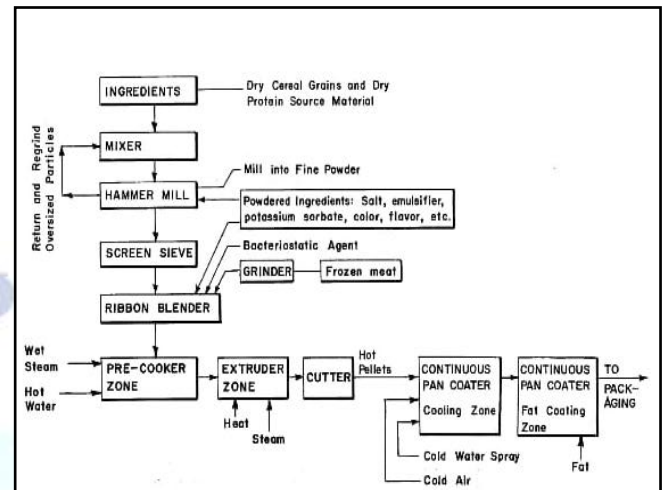 INGREDIENTS
Dry Cereal Grains and Dry
Protein Source Material
MIXER
Return and Regrind
Oversized Particles
Mill into Fine Powder
HAMMER MILL
Powdered Ingredients: Salt, emulsifier,
potassium sorbate, color, flavor, etc.
SCREEN SIEVE
Bacteriostatic Agent
GRINDER
Frozen meat
RIBBON BLENDER
Wet
Steam
Hot
Water
PRE-COOKER
ZONE
EXTRUDER
ZONE
Heat
Steam
CUTTER
Hot
Pellets
CONTINUOUS
PAN COATER
Cooling Zone
Cold Water Spray
Cold Air
CONTINUOUS
PAN COATER
Fat Coating
Zone
Fat
TO
PACK-
AGING